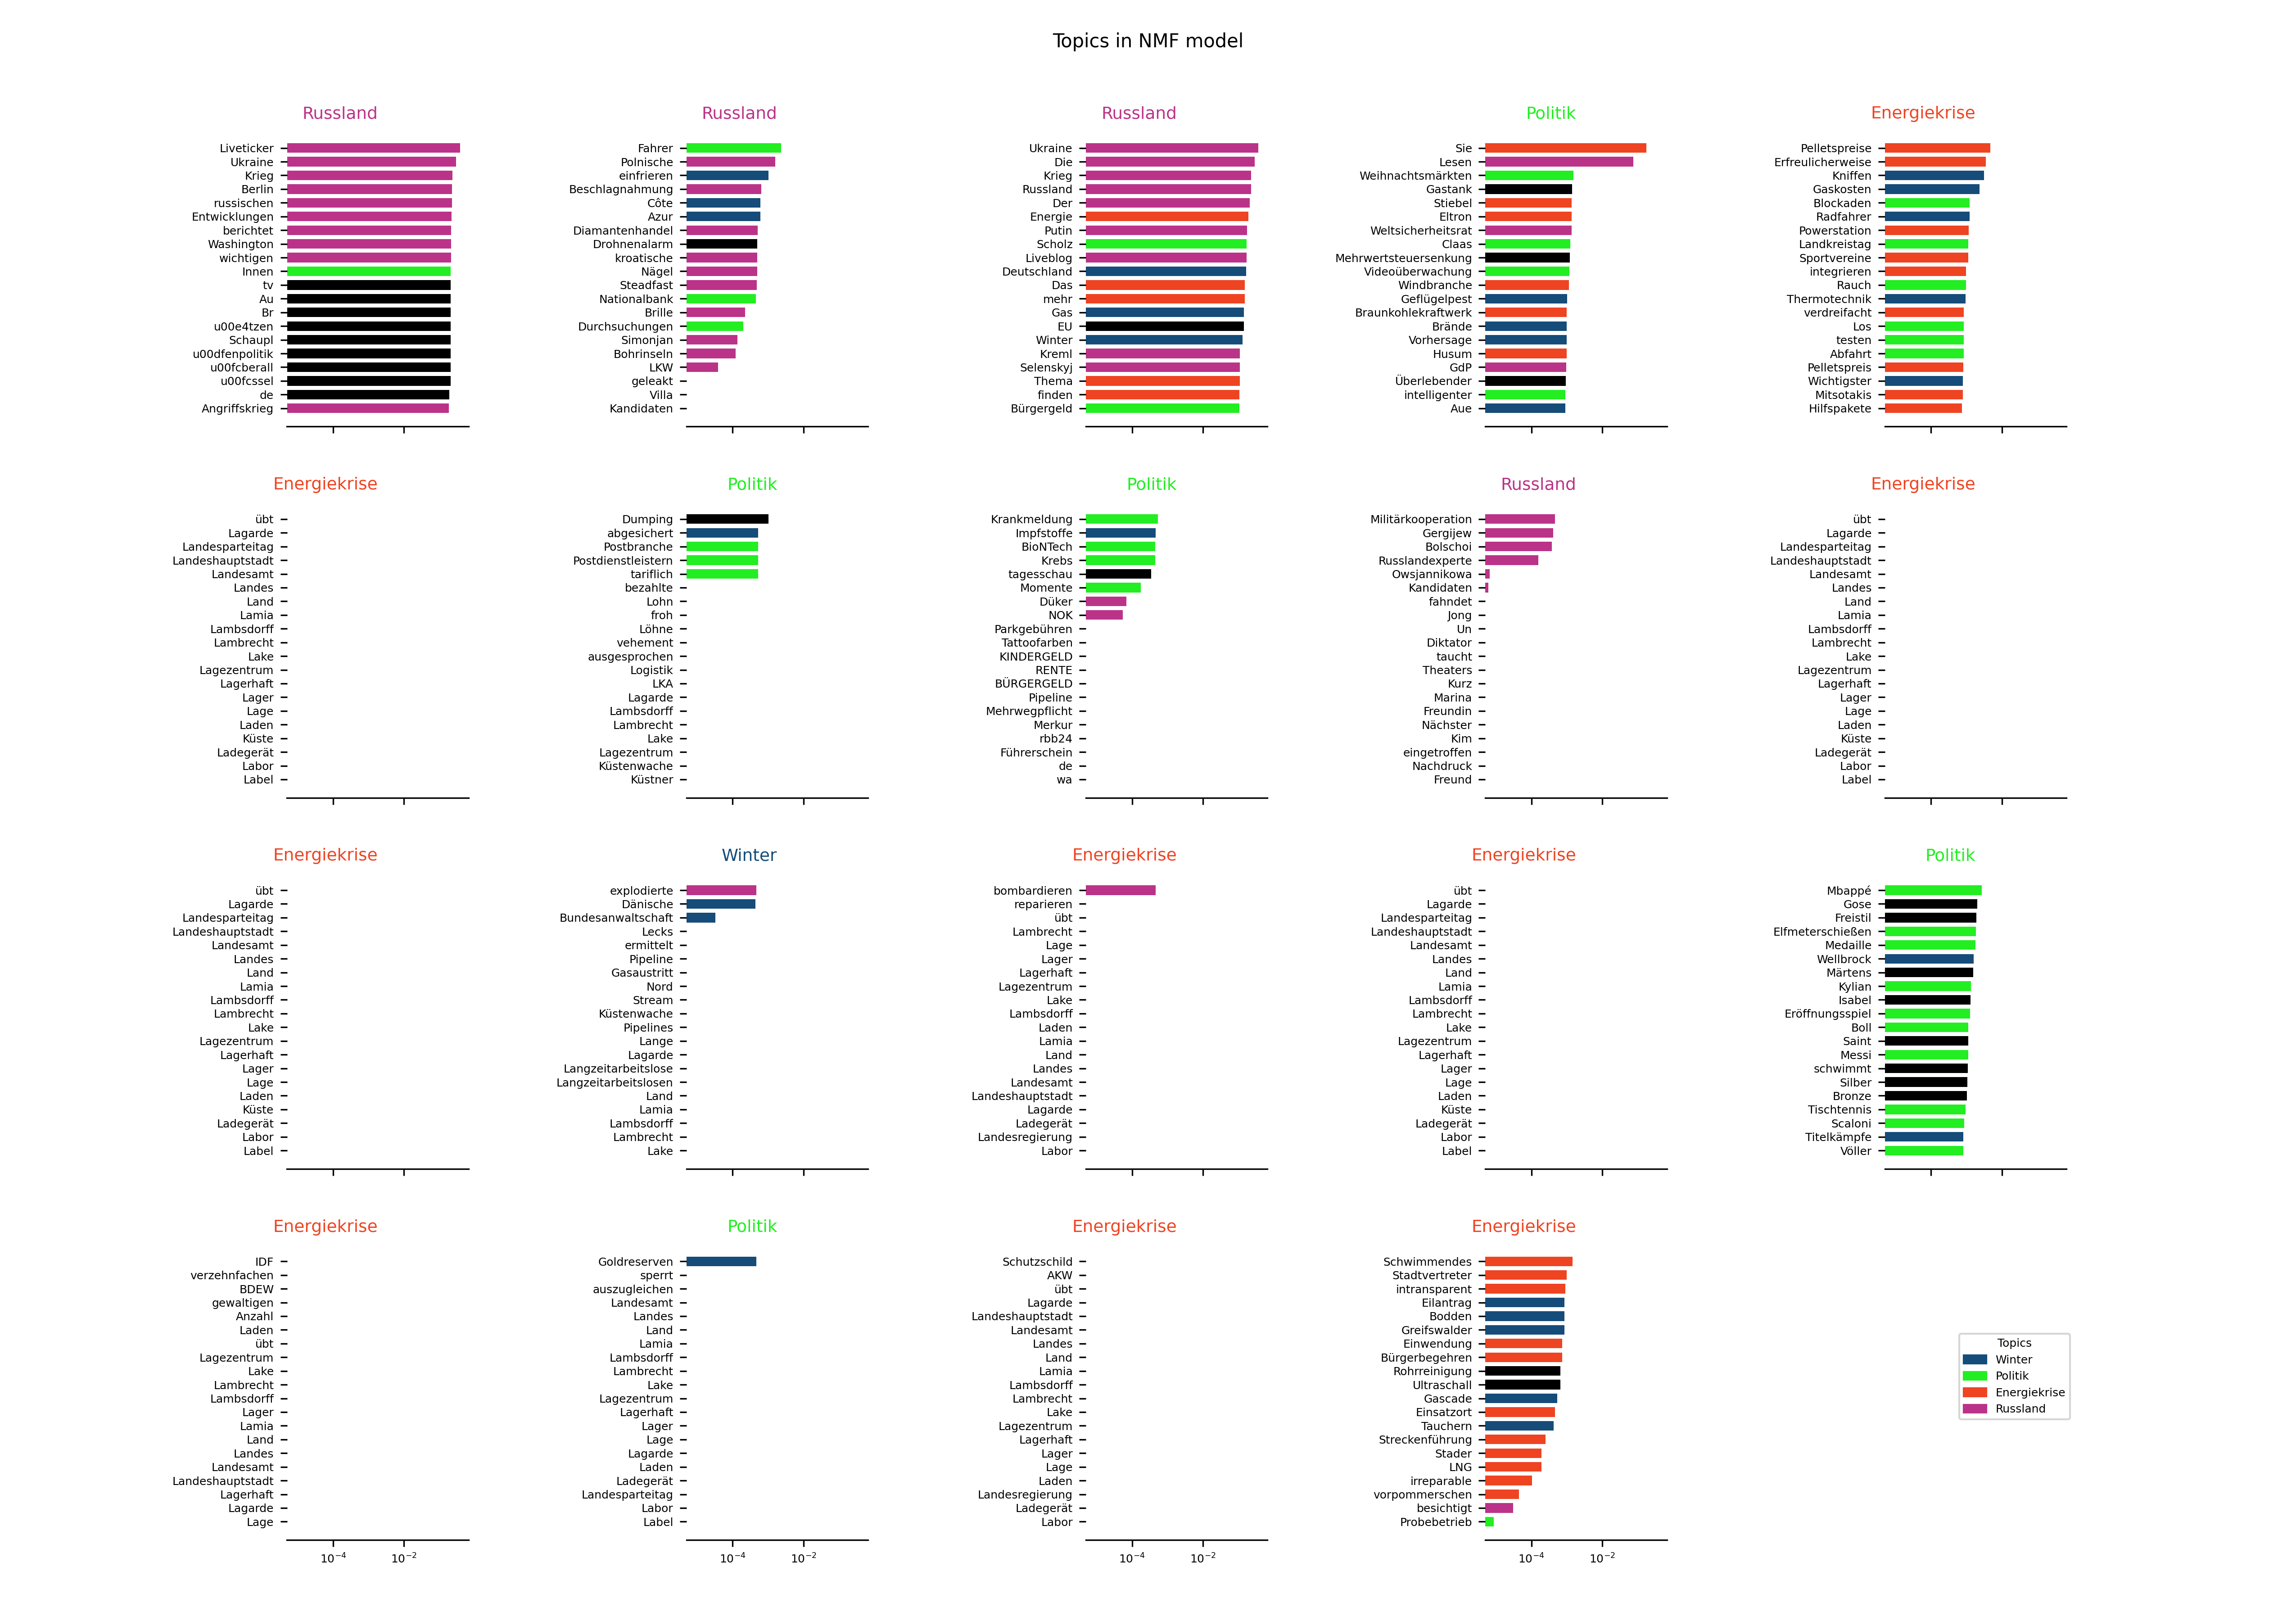 Topics in NMF model
Russland
Liveticker
Ukraine
Krieg
Berlin
russischen
Entwicklungen
berichtet
Washington
wichtigen
Innen
tv
Au
Br
u00e4tzen
Schaupl
u00dfenpolitik
u00fcberall
u00fcssel
de
Angriffskrieg
Russland
Fahrer
Polnische
einfrieren
Beschlagnahmung
Côte
Azur
Diamantenhandel
Drohnenalarm
kroatische
Nägel
Steadfast
Nationalbank
Brille
Durchsuchungen
Simonjan
Bohrinseln
LKW
geleakt
Villa
Kandidaten
Russland
Ukraine
Die
Krieg
Russland
Der
Energie
Putin
Scholz
Liveblog
Deutschland
Das
mehr
Gas
EU
Winter
Kreml
Selenskyj
Thema
finden
Bürgergeld
Politik
Sie
Lesen
Weihnachtsmärkten
Gastank
Stiebel
Eltron
Weltsicherheitsrat
Claas
Mehrwertsteuersenkung
Videoüberwachung
Windbranche
Geflügelpest
Braunkohlekraftwerk
Brände
Vorhersage
Husum
GdP
Überlebender
intelligenter
Aue
Energiekrise
Pelletspreise
Erfreulicherweise
Kniffen
Gaskosten
Blockaden
Radfahrer
Powerstation
Landkreistag
Sportvereine
integrieren
Rauch
Thermotechnik
verdreifacht
Los
testen
Abfahrt
Pelletspreis
Wichtigster
Mitsotakis
Hilfspakete
Energiekrise
übt
Lagarde
Landesparteitag
Landeshauptstadt
Landesamt
Landes
Land
Lamia
Lambsdorff
Lambrecht
Lake
Lagezentrum
Lagerhaft
Lager
Lage
Laden
Küste
Ladegerät
Labor
Label
Politik
Dumping
abgesichert
Postbranche
Postdienstleistern
tariflich
bezahlte
Lohn
froh
Löhne
vehement
ausgesprochen
Logistik
LKA
Lagarde
Lambsdorff
Lambrecht
Lake
Lagezentrum
Küstenwache
Küstner
Politik
Krankmeldung
Impfstoffe
BioNTech
Krebs
tagesschau
Momente
Düker
NOK
Parkgebühren
Tattoofarben
KINDERGELD
RENTE
BÜRGERGELD
Pipeline
Mehrwegpflicht
Merkur
rbb24
Führerschein
de
wa
Russland
Militärkooperation
Gergijew
Bolschoi
Russlandexperte
Owsjannikowa
Kandidaten
fahndet
Jong
Un
Diktator
taucht
Theaters
Kurz
Marina
Freundin
Nächster
Kim
eingetroffen
Nachdruck
Freund
Energiekrise
übt
Lagarde
Landesparteitag
Landeshauptstadt
Landesamt
Landes
Land
Lamia
Lambsdorff
Lambrecht
Lake
Lagezentrum
Lagerhaft
Lager
Lage
Laden
Küste
Ladegerät
Labor
Label
Energiekrise
übt
Lagarde
Landesparteitag
Landeshauptstadt
Landesamt
Landes
Land
Lamia
Lambsdorff
Lambrecht
Lake
Lagezentrum
Lagerhaft
Lager
Lage
Laden
Küste
Ladegerät
Labor
Label
Winter
explodierte
Dänische
Bundesanwaltschaft
Lecks
ermittelt
Pipeline
Gasaustritt
Nord
Stream
Küstenwache
Pipelines
Lange
Lagarde
Langzeitarbeitslose
Langzeitarbeitslosen
Land
Lamia
Lambsdorff
Lambrecht
Lake
Energiekrise
bombardieren
reparieren
übt
Lambrecht
Lage
Lager
Lagerhaft
Lagezentrum
Lake
Lambsdorff
Laden
Lamia
Land
Landes
Landesamt
Landeshauptstadt
Lagarde
Ladegerät
Landesregierung
Labor
Energiekrise
übt
Lagarde
Landesparteitag
Landeshauptstadt
Landesamt
Landes
Land
Lamia
Lambsdorff
Lambrecht
Lake
Lagezentrum
Lagerhaft
Lager
Lage
Laden
Küste
Ladegerät
Labor
Label
Politik
Mbappé
Gose
Freistil
Elfmeterschießen
Medaille
Wellbrock
Märtens
Kylian
Isabel
Eröffnungsspiel
Boll
Saint
Messi
schwimmt
Silber
Bronze
Tischtennis
Scaloni
Titelkämpfe
Völler
Energiekrise
IDF
verzehnfachen
BDEW
gewaltigen
Anzahl
Laden
übt
Lagezentrum
Lake
Lambrecht
Lambsdorff
Lager
Lamia
Land
Landes
Landesamt
Landeshauptstadt
Lagerhaft
Lagarde
Lage
10⁻⁴ 10⁻²
Politik
Goldreserven
sperrt
auszugleichen
Landesamt
Landes
Land
Lamia
Lambsdorff
Lambrecht
Lake
Lagezentrum
Lagerhaft
Lager
Lage
Lagarde
Laden
Ladegerät
Landesparteitag
Labor
Label
10⁻⁴ 10⁻²
Energiekrise
Schutzschild
AKW
übt
Lagarde
Landeshauptstadt
Landesamt
Landes
Land
Lamia
Lambsdorff
Lambrecht
Lake
Lagezentrum
Lagerhaft
Lager
Lage
Laden
Landesregierung
Ladegerät
Labor
10⁻⁴ 10⁻²
Energiekrise
Schwimmendes
Stadtvertreter
intransparent
Eilantrag
Bodden
Greifswalder
Einwendung
Bürgerbegehren
Rohrreinigung
Ultraschall
Gascade
Einsatzort
Tauchern
Streckenführung
Stader
LNG
irreparable
vorpommerschen
besichtigt
Probebetrieb
10⁻⁴ 10⁻²
Topics
Winter
Politik
Energiekrise
Russland